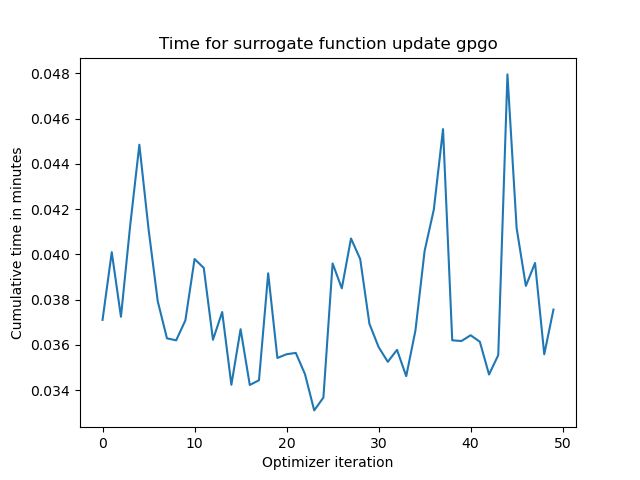 Time for surrogate function update gpgo
0.048
0.046
0.044
0.042
0.040
0.038
0.036
0.034
Cumulative time in minutes
0 10 20 30 40 50
Optimizer iteration